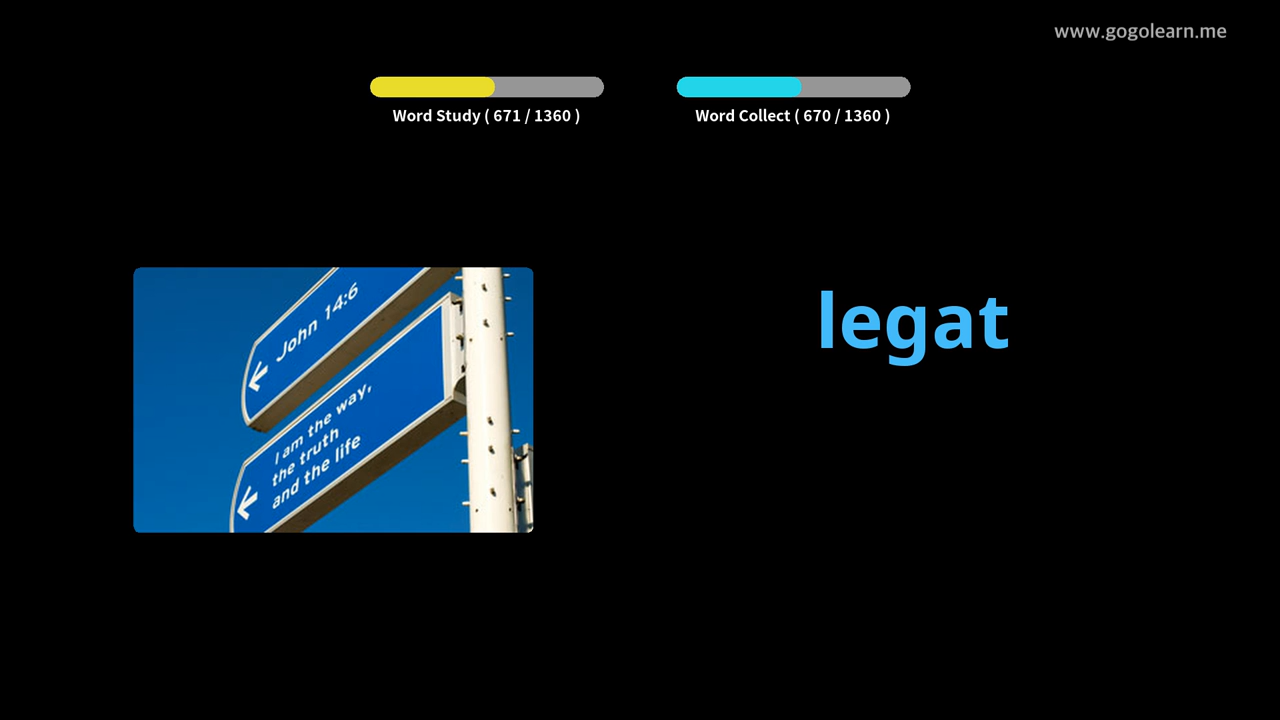 www.gogolearn.me
Word Study ( 671 / 1360 )
Word Collect ( 670 / 1360 )
John 14:6
I am the way,
the truth
and the life
legat